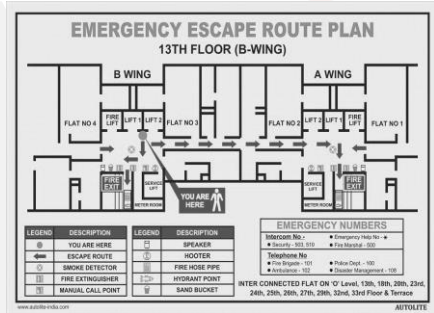 EMERGENCY ESCAPE ROUTE PLAN
13TH FLOOR (B-WING)
B WING
A WING
FLAT NO 4
FIRE LIFT
LIFT 1
LIFT 2
FLAT NO 3
FLAT NO 2
LIFT 2
LIFT 1
FIRE LIFT
FLAT NO 1
FIRE EXIT
SERVICE LIFT
METER ROOM
YOU ARE HERE
SERVICE LIFT
METER ROOM
FIRE EXIT
LEGEND DESCRIPTION
YOU ARE HERE
ESCAPE ROUTE
SMOKE DETECTOR
FIRE EXTINGUISHER
MANUAL CALL POINT
LEGEND DESCRIPTION
SPEAKER
HOOTER
FIRE HOSE PIPE
HYDRANT POINT
SAND BUCKET
EMERGENCY NUMBERS
Intercom No -
Security - 503, 510
Emergency Help No -
Fire Marshal - 500
Telephone No
Fire Brigade - 101
Police Dept. - 100
Ambulance - 102
Disaster Management - 108
INTER CONNECTED FLAT ON 'O' Level, 13th, 18th, 20th, 23rd,
24th, 25th, 26th, 27th, 29th, 32nd, 33rd Floor & Terrace
www.autolite-india.com
AUTOLITE